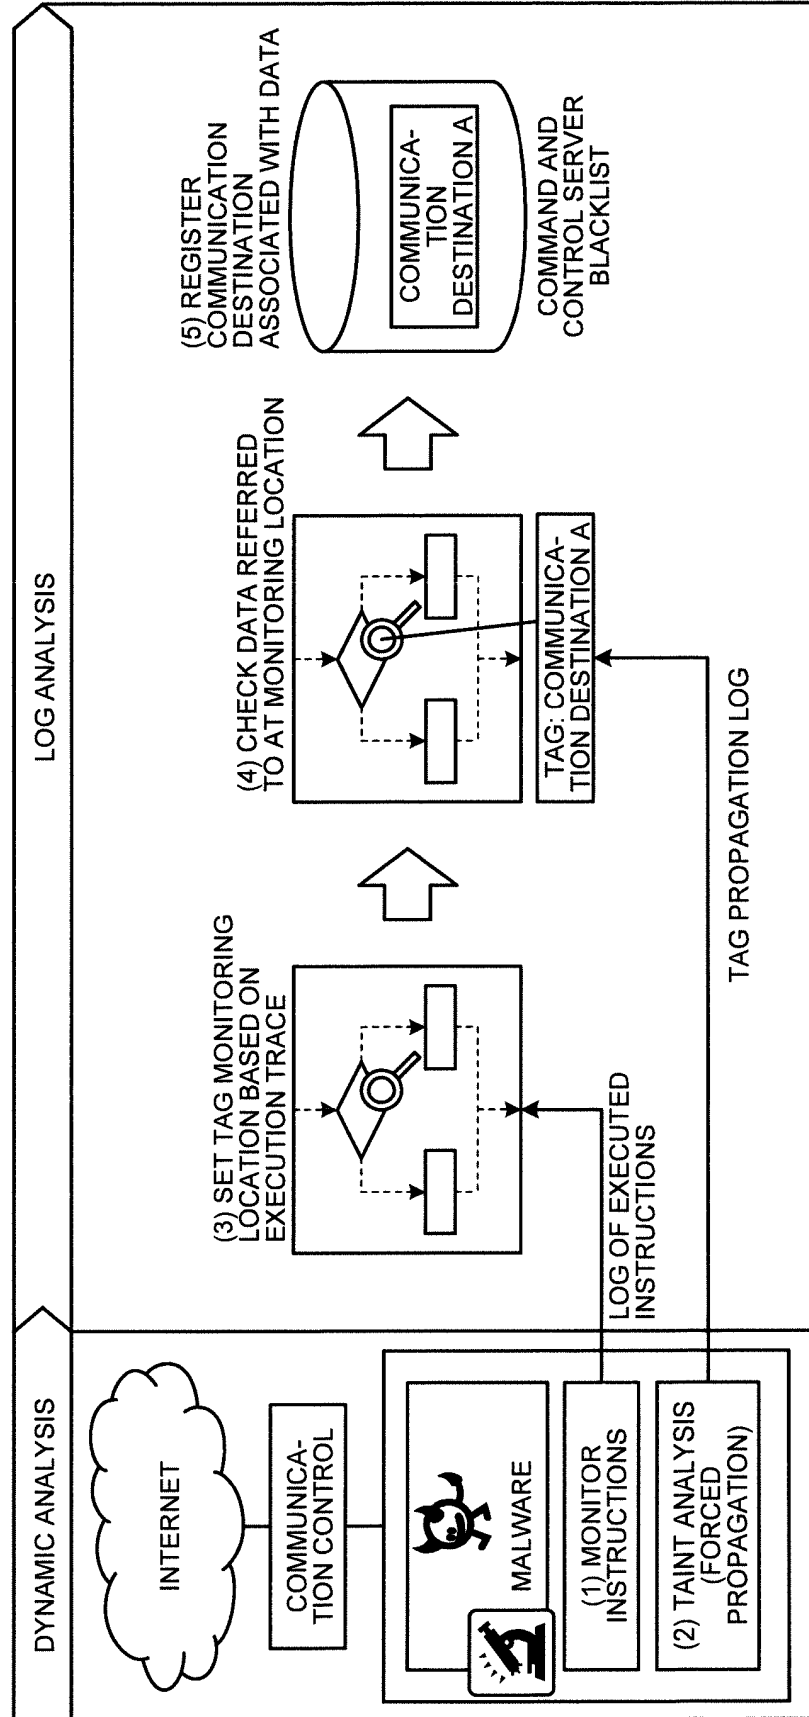 DYNAMIC ANALYSIS
LOG ANALYSIS
INTERNET
COMMUNICA-
TION CONTROL
MALWARE
(1) MONITOR
INSTRUCTIONS
(2) TAINT ANALYSIS
(FORCED
PROPAGATION)
(3) SET TAG MONITORING
LOCATION BASED ON
EXECUTION TRACE
LOG OF EXECUTED
INSTRUCTIONS
(4) CHECK DATA REFERRED
TO AT MONITORING LOCATION
TAG: COMMUNICA-
TION DESTINATION A
TAG PROPAGATION LOG
(5) REGISTER
COMMUNICATION
DESTINATION
ASSOCIATED WITH DATA
COMMUNICA-
TION
DESTINATION A
COMMAND AND
CONTROL SERVER
BLACKLIST